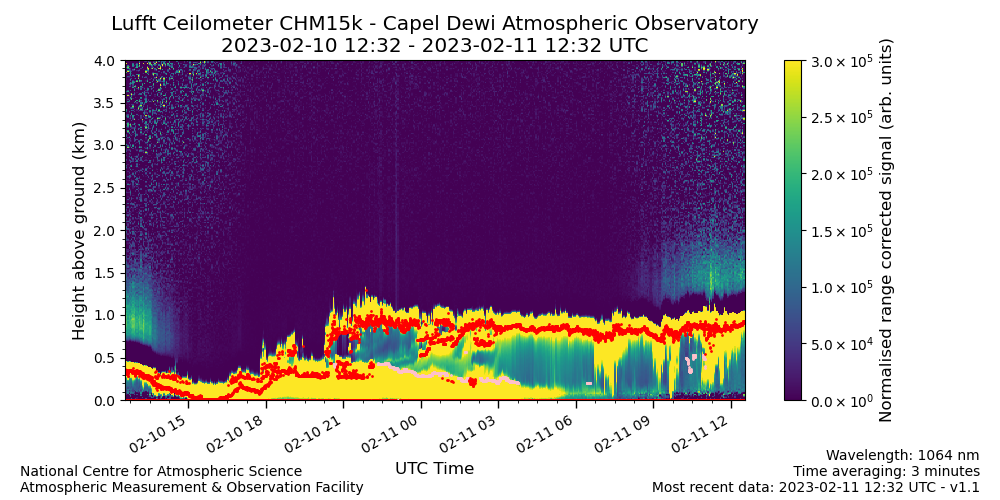 Lufft Ceilometer CHM15k - Capel Dewi Atmospheric Observatory
2023-02-10 12:32 - 2023-02-11 12:32 UTC
Height above ground (km)
4.0
3.5
3.0
2.5
2.0
1.5
1.0
0.5
0.0
02-10 15
02-10 18
02-10 21
02-11 00
02-11 03
02-11 06
02-11 09
02-11 12
UTC Time
3.0 × 10⁵
2.5 × 10⁵
2.0 × 10⁵
1.5 × 10⁵
1.0 × 10⁵
5.0 × 10⁴
0.0 × 10⁰
Normalised range corrected signal (arb. units)
National Centre for Atmospheric Science
Atmospheric Measurement & Observation Facility
Wavelength: 1064 nm
Time averaging: 3 minutes
Most recent data: 2023-02-11 12:32 UTC - v1.1